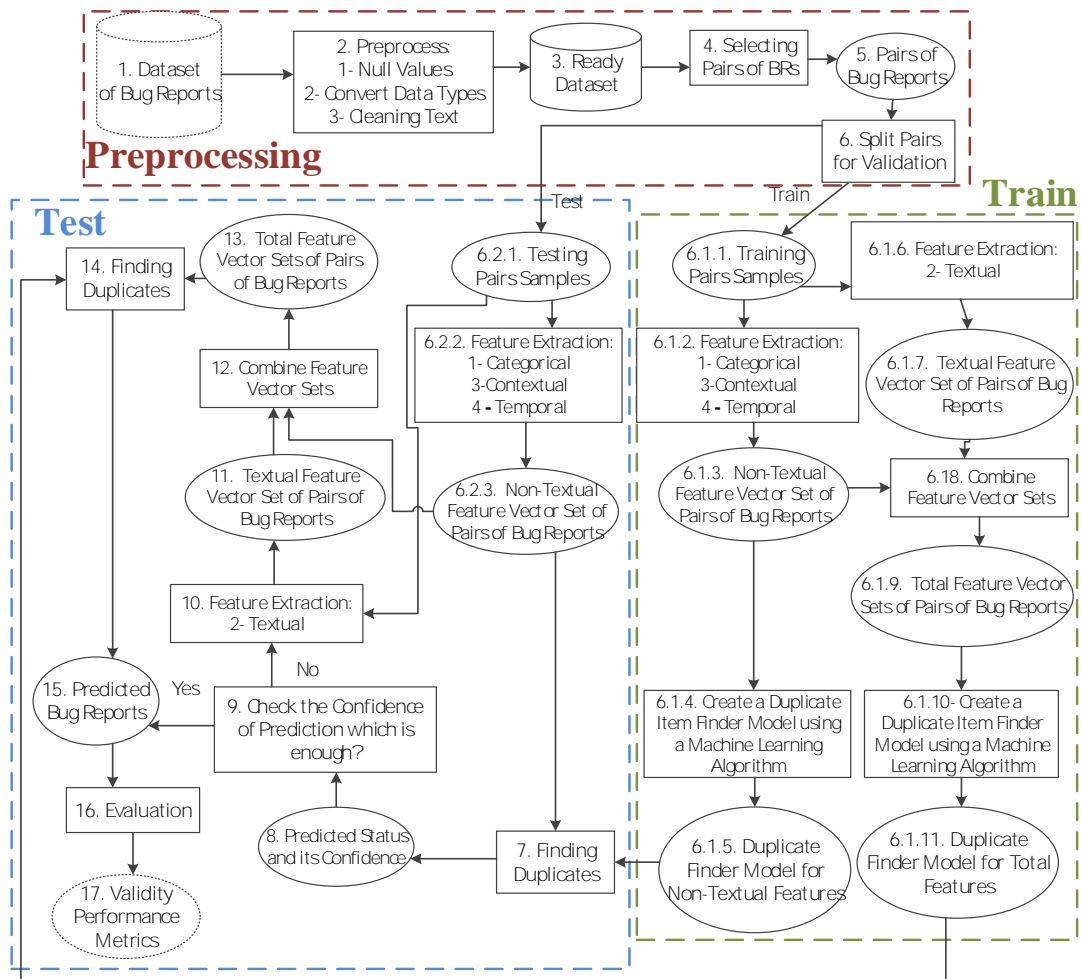 1. Dataset
of Bug Reports
2. Preprocess:
1- Null Values
2- Convert Data Types
3- Cleaning Text
3. Ready
Dataset
4. Selecting
Pairs of BRs
5. Pairs of
Bug Reports
6. Split Pairs
for Validation
Preprocessing
Test
Train
Train
Test
13. Total Feature
Vector Sets of Pairs
of Bug Reports
14. Finding
Duplicates
12. Combine Feature
Vector Sets
11. Textual Feature
Vector Set of Pairs of
Bug Reports
10. Feature Extraction:
2- Textual
No
Yes
15. Predicted
Bug Reports
9. Check the Confidence
of Prediction which is
enough?
16. Evaluation
8. Predicted Status
and its Confidence
17. Validity
Performance
Metrics
6.2.1. Testing
Pairs Samples
6.2.2. Feature Extraction:
1- Categorical
3-Contextual
4 - Temporal
6.2.3. Non-Textual
Feature Vector Set of
Pairs of Bug Reports
7. Finding
Duplicates
6.1.1. Training
Pairs Samples
6.1.2. Feature Extraction:
1- Categorical
3-Contextual
4 - Temporal
6.1.3. Non-Textual
Feature Vector Set of
Pairs of Bug Reports
6.1.4. Create a Duplicate
Item Finder Model using
a Machine Learning
Algorithm
6.1.5. Duplicate
Finder Model for
Non-Textual Features
6.1.6. Feature Extraction:
2- Textual
6.1.7. Textual Feature
Vector Set of Pairs of Bug
Reports
6.18. Combine
Feature Vector Sets
6.1.9. Total Feature Vector
Sets of Pairs of Bug Reports
6.1.10- Create a
Duplicate Item Finder
Model using a Machine
Learning Algorithm
6.1.11. Duplicate
Finder Model for Total
Features